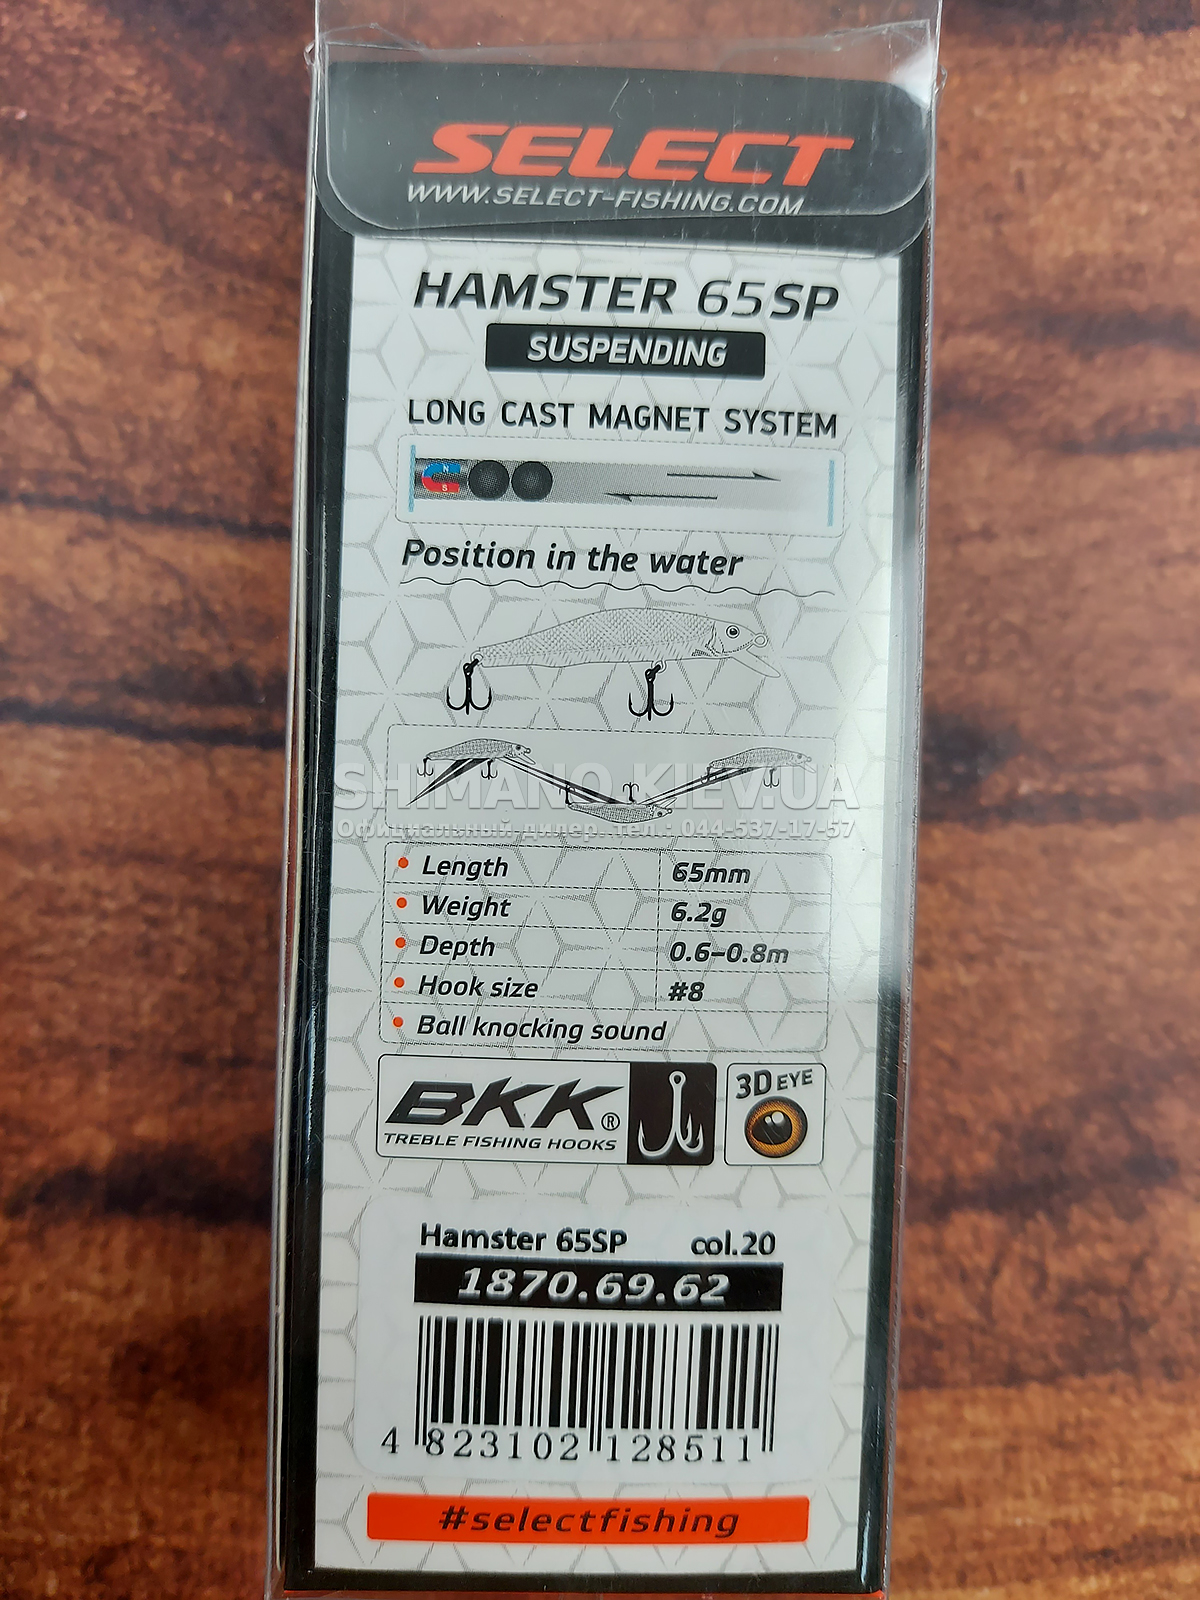 SELECT
WWW.SELECT-FISHING.COM
HAMSTER 65SP
SUSPENDING
LONG CAST MAGNET SYSTEM
N
S
Position in the water
SHIMANO.KIEV.UA
Официальный дилер. тел.: 044-537-17-57
Length 65mm
Weight 6.2g
Depth 0.6–0.8m
Hook size #8
Ball knocking sound
BKK®
TREBLE FISHING HOOKS
3D EYE
Hamster 65SP col.20
1870.69.62
4 823102 128511
#selectfishing